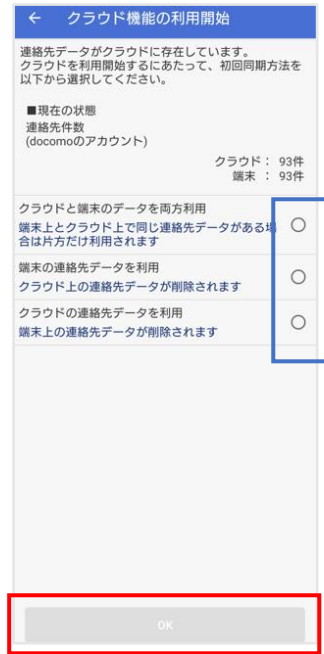 ← クラウド機能の利用開始
連絡先データがクラウドに存在しています。
クラウドを利用開始するにあたって、初回同期方法を
以下から選択してください。
■現在の状態
連絡先件数
(docomoのアカウント)
クラウド： 93件
端末 ： 93件
クラウドと端末のデータを両方利用
端末上とクラウド上で同じ連絡先データがある場
合は片方だけ利用されます
端末の連絡先データを利用
クラウド上の連絡先データが削除されます
クラウドの連絡先データを利用
端末上の連絡先データが削除されます
OK